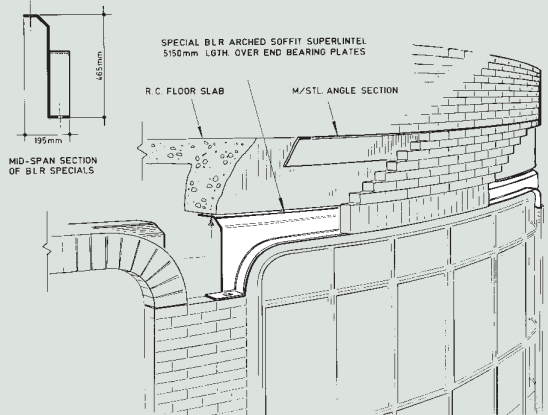 SPECIAL BLR ARCHED SOFFIT SUPERLINTEL
5150mm LGTH. OVER END BEARING PLATES
R.C. FLOOR SLAB
M/STL. ANGLE SECTION
465mm
195mm
MID-SPAN SECTION
OF BLR SPECIALS